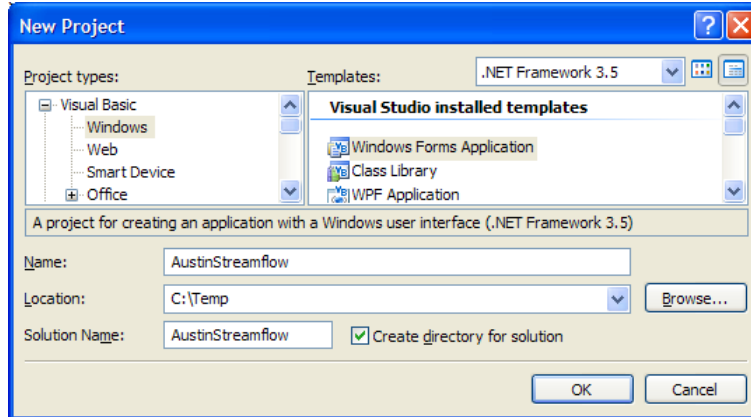 New Project
Project types:
Templates:
.NET Framework 3.5
Visual Basic
Windows
Web
Smart Device
Office
Visual Studio installed templates
Windows Forms Application
Class Library
WPF Application
A project for creating an application with a Windows user interface (.NET Framework 3.5)
Name:
AustinStreamflow
Location:
C:\Temp
Browse...
Solution Name:
AustinStreamflow
Create directory for solution
OK
Cancel